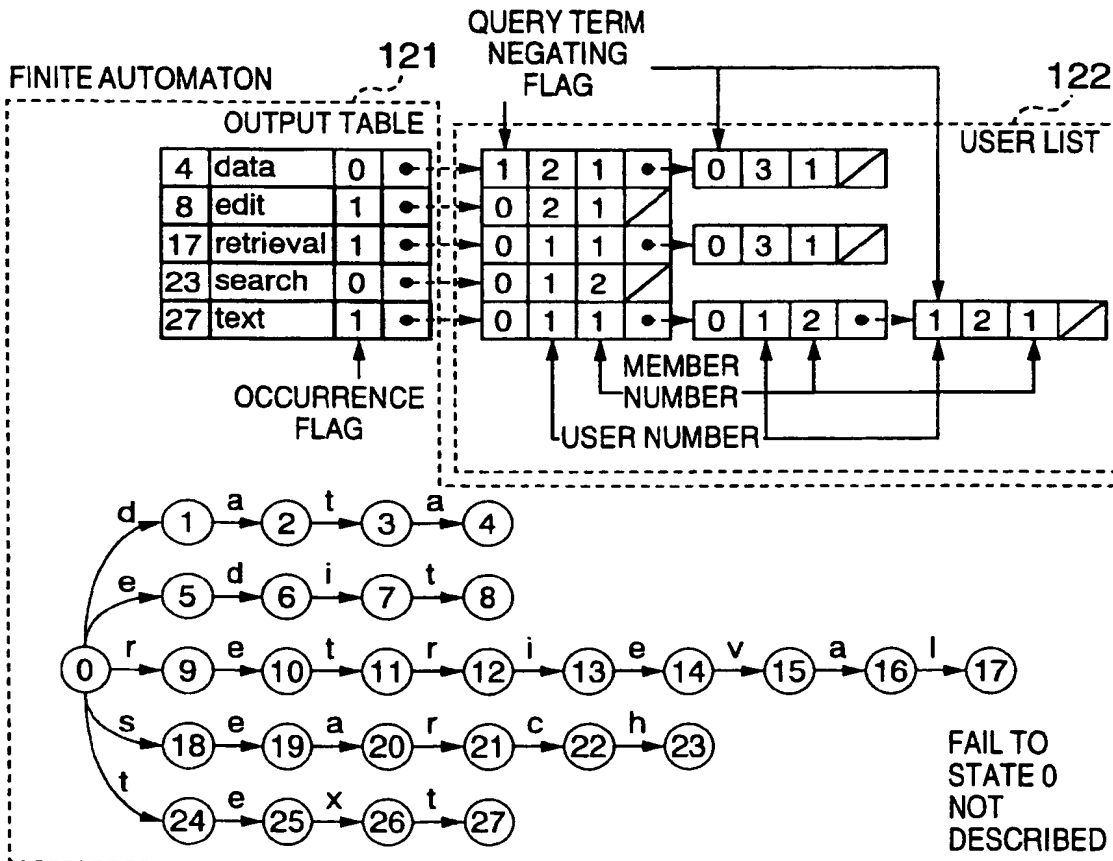 QUERY TERM
NEGATING
FLAG
121
122
FINITE AUTOMATON
OUTPUT TABLE
USER LIST
4 data 0 1 2 1 0 3 1
8 edit 1 0 2 1
17 retrieval 1 0 1 1 0 3 1
23 search 0 0 1 2
27 text 1 0 1 1 0 1 2 1 2 1
OCCURRENCE
FLAG
MEMBER
NUMBER
USER NUMBER
d a t a
1 2 3 4
e d i t
5 6 7 8
r e t r i e v a l
0 9 10 11 12 13 14 15 16 17
s e a r c h
18 19 20 21 22 23
t e x t
24 25 26 27
FAIL TO
STATE 0
NOT
DESCRIBED